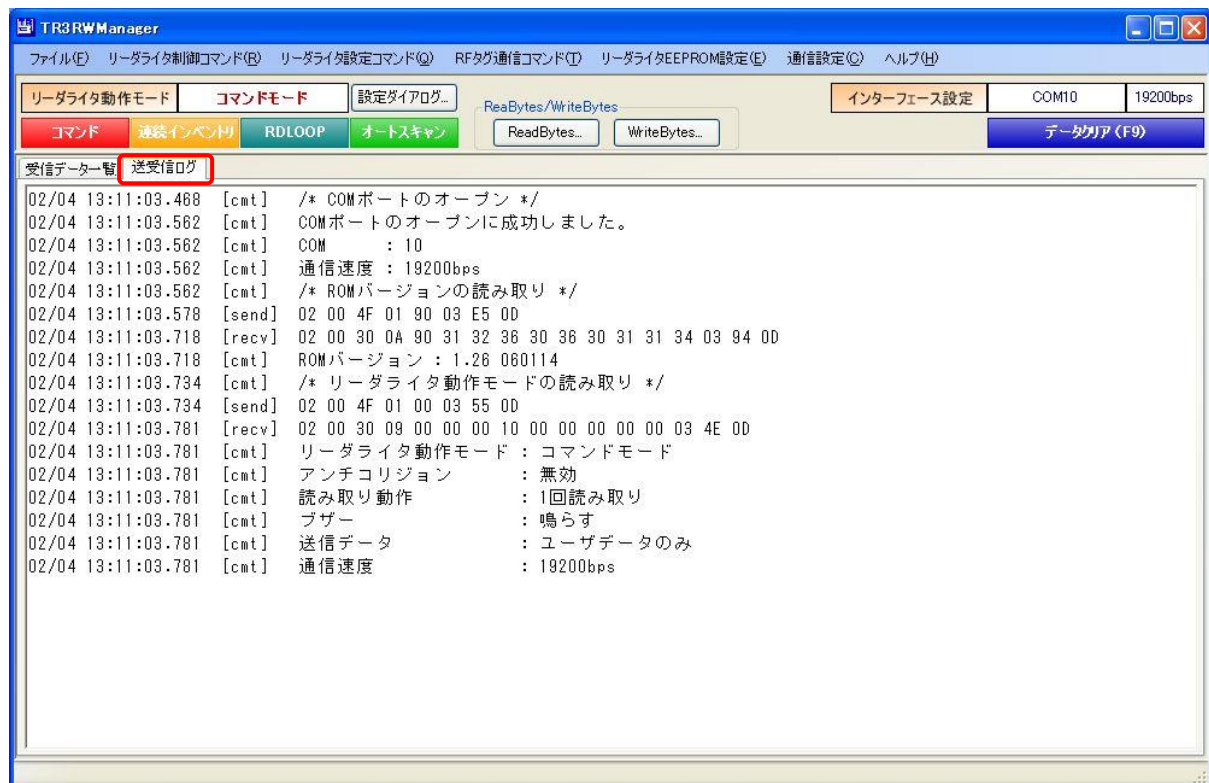 TR3RWManager
ファイル(F) リーダライタ制御コマンド(R) リーダライタ設定コマンド(Q) RFタグ通信コマンド(T) リーダライタEEPROM設定(E) 通信設定(C) ヘルプ(H)
リーダライタ動作モード コマンドモード 設定ダイアログ... ReaBytes/WriteBytes インターフェース設定 COM10 19200bps
コマンド 連続インベントリ RDLOOP オートスキャン ReadBytes... WriteBytes... データクリア(F9)
受信データ一覧 送受信ログ
02/04 13:11:03.468 [cmt] /* COMポートのオープン */
02/04 13:11:03.562 [cmt] COMポートのオープンに成功しました。
02/04 13:11:03.562 [cmt] COM : 10
02/04 13:11:03.562 [cmt] 通信速度 : 19200bps
02/04 13:11:03.562 [cmt] /* ROMバージョンの読み取り */
02/04 13:11:03.578 [send] 02 00 4F 01 90 03 E5 0D
02/04 13:11:03.718 [recv] 02 00 30 0A 90 31 32 36 30 36 30 31 31 34 03 94 0D
02/04 13:11:03.718 [cmt] ROMバージョン : 1.26 060114
02/04 13:11:03.734 [cmt] /* リーダライタ動作モードの読み取り */
02/04 13:11:03.734 [send] 02 00 4F 01 00 03 55 0D
02/04 13:11:03.781 [recv] 02 00 30 09 00 00 00 10 00 00 00 00 00 03 4E 0D
02/04 13:11:03.781 [cmt] リーダライタ動作モード : コマンドモード
02/04 13:11:03.781 [cmt] アンチコリジョン : 無効
02/04 13:11:03.781 [cmt] 読み取り動作 : 1回読み取り
02/04 13:11:03.781 [cmt] ブザー : 鳴らす
02/04 13:11:03.781 [cmt] 送信データ : ユーザデータのみ
02/04 13:11:03.781 [cmt] 通信速度 : 19200bps